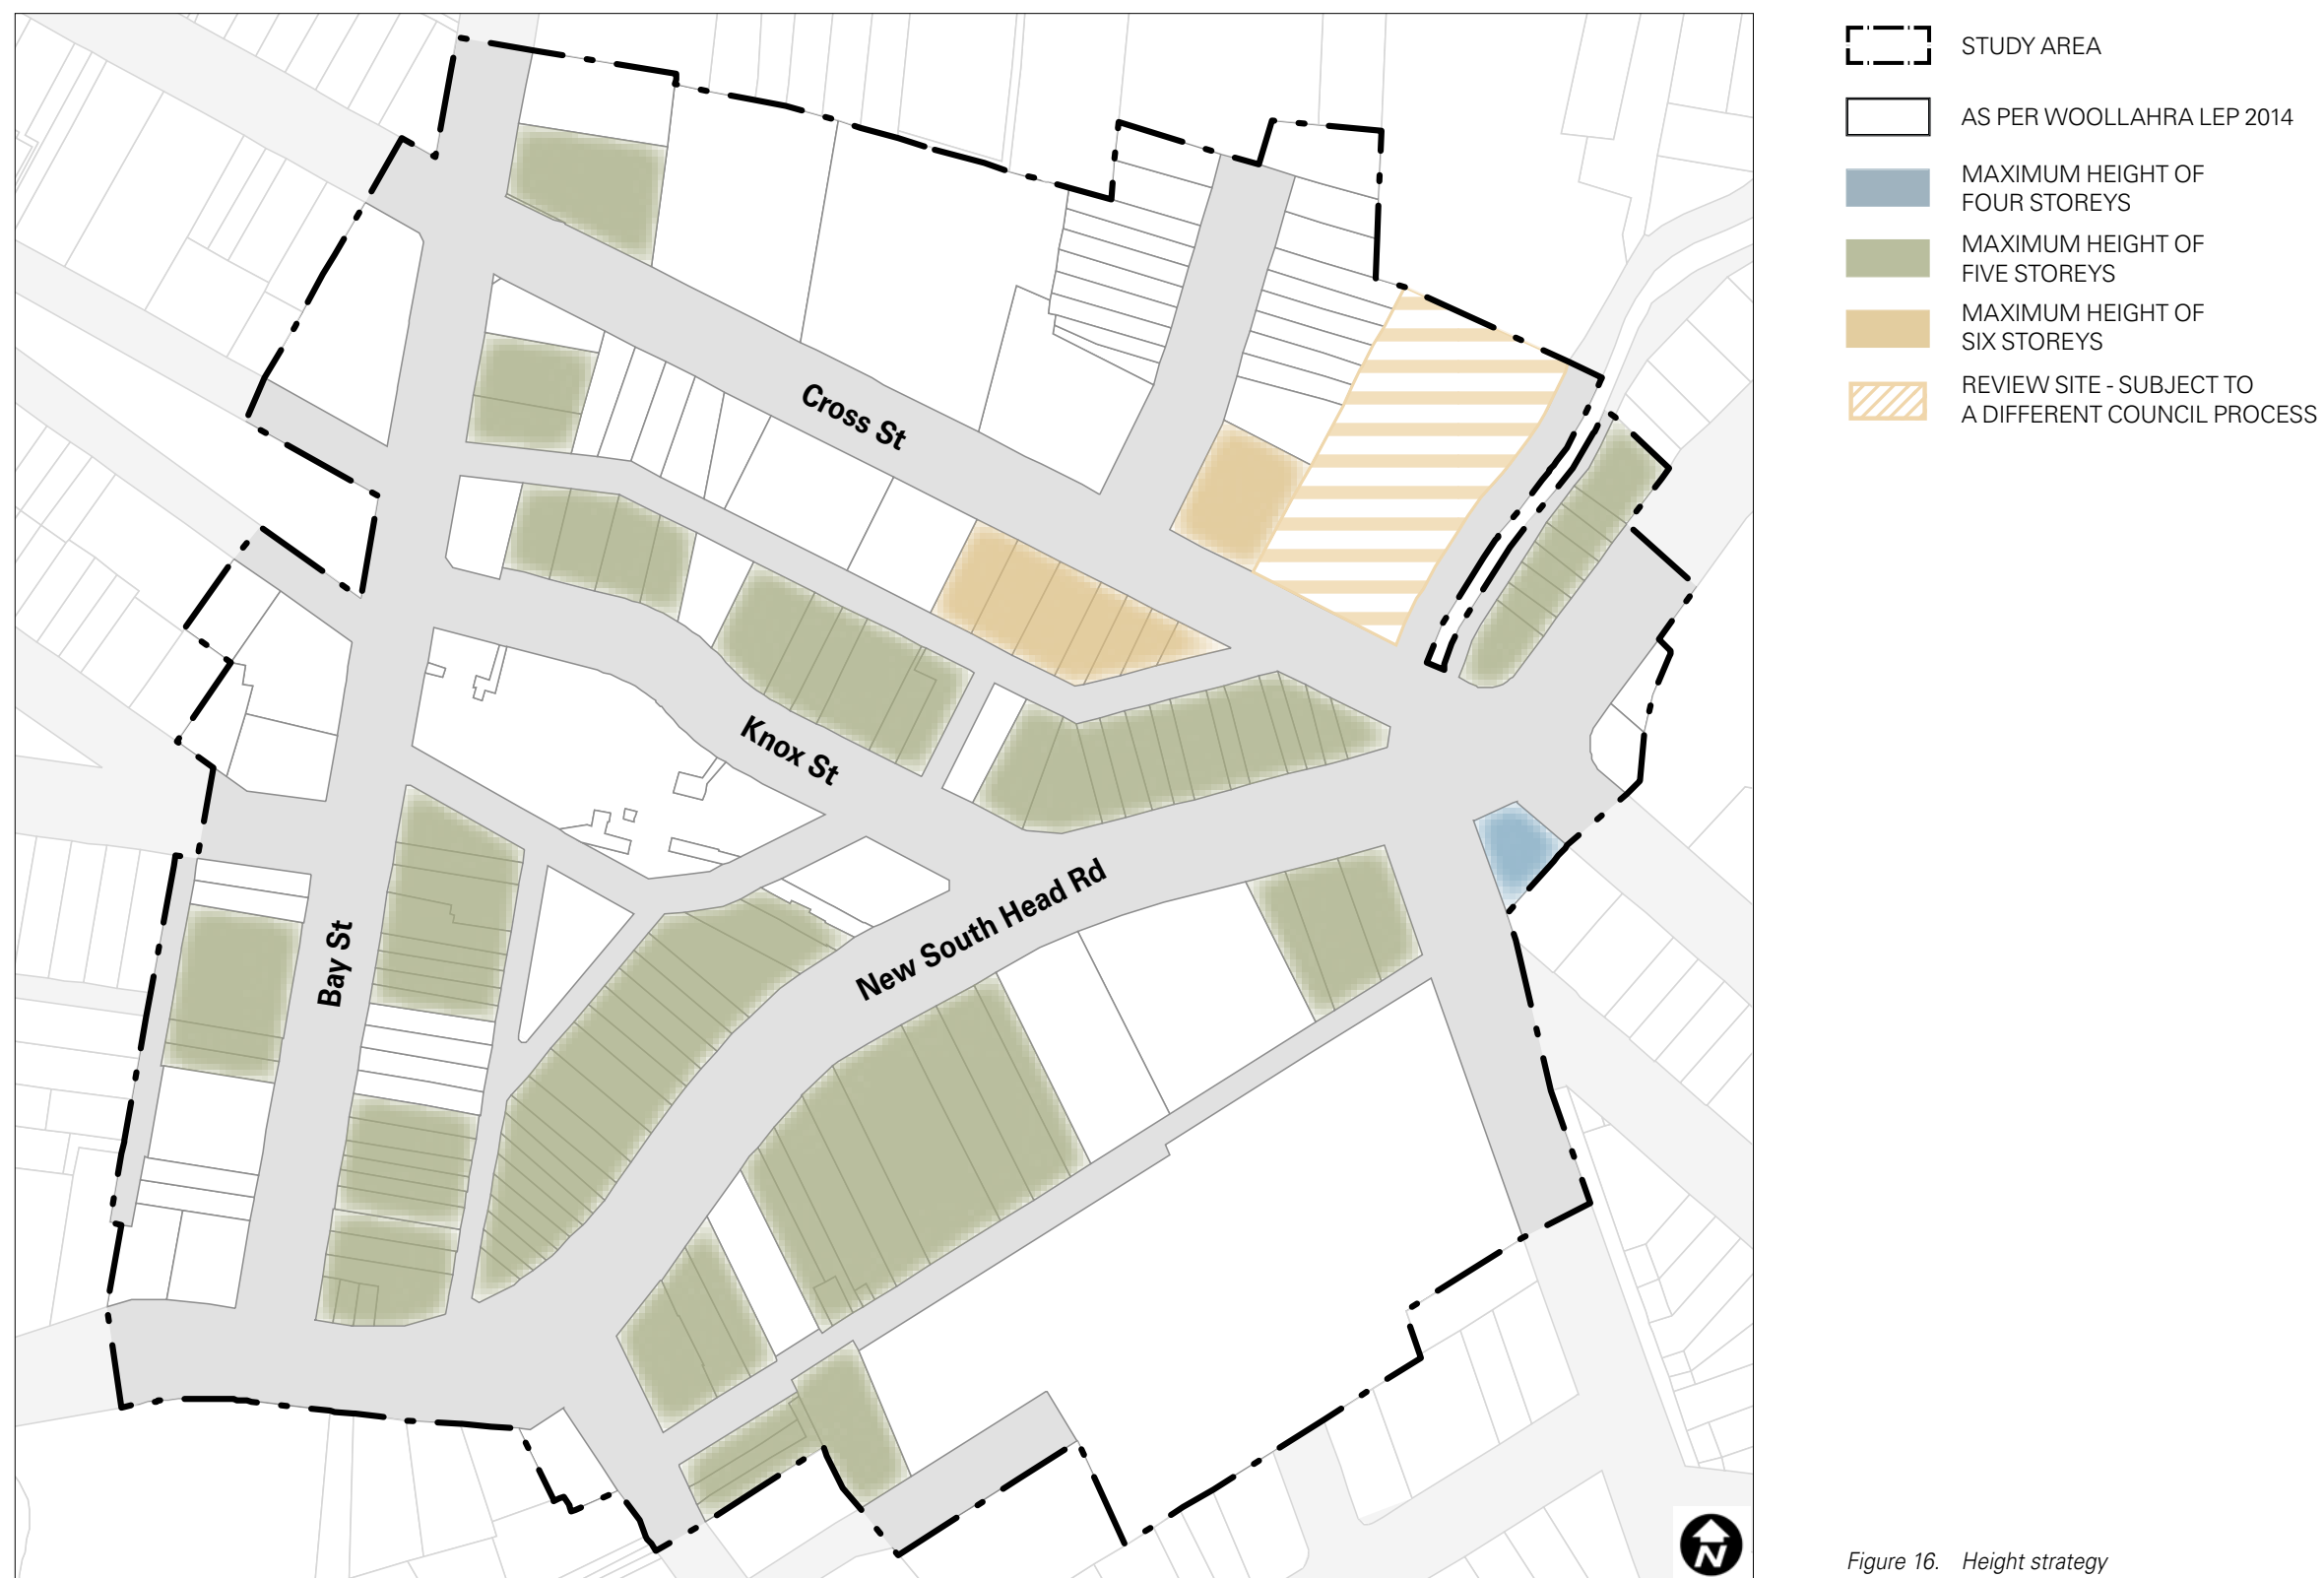 STUDY AREA
AS PER WOOLLAHRA LEP 2014
MAXIMUM HEIGHT OF
FOUR STOREYS
MAXIMUM HEIGHT OF
FIVE STOREYS
MAXIMUM HEIGHT OF
SIX STOREYS
REVIEW SITE - SUBJECT TO
A DIFFERENT COUNCIL PROCESS
Cross St
Knox St
New South Head Rd
Bay St
N
Figure 16. Height strategy